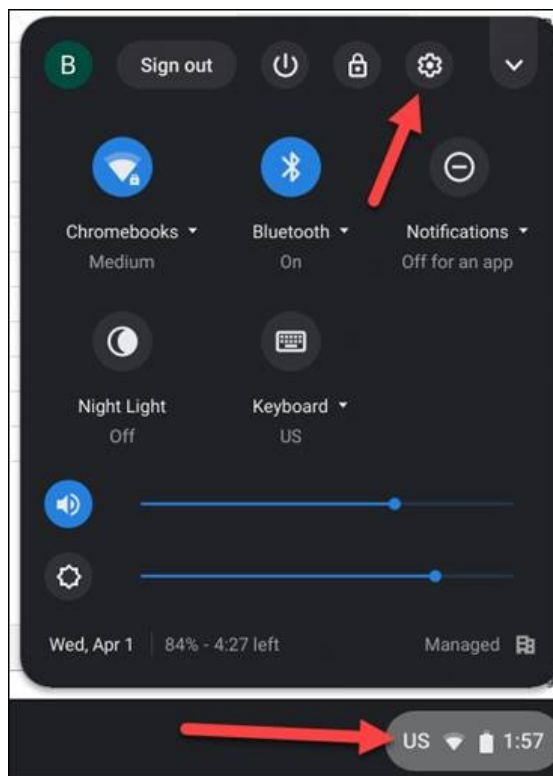 B Sign out
Chromebooks Bluetooth Notifications
Medium On Off for an app
Night Light Keyboard
Off US
Wed, Apr 1 84% - 4:27 left Managed
US 1:57